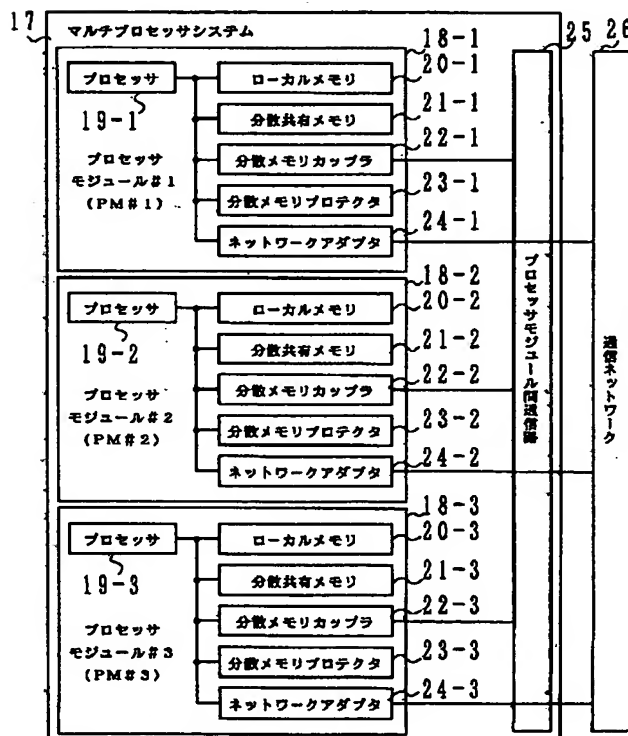 17
マルチプロセッサシステム
25
26
18-1
プロセッサ
ローカルメモリ
20-1
19-1
分散共有メモリ
21-1
プロセッサ
モジュール#1
(PM#1)
分散メモリカップラ
22-1
分散メモリプロテクタ
23-1
ネットワークアダプタ
24-1
18-2
プロセッサ
ローカルメモリ
20-2
19-2
分散共有メモリ
21-2
プロセッサ
モジュール#2
(PM#2)
分散メモリカップラ
22-2
分散メモリプロテクタ
23-2
ネットワークアダプタ
24-2
18-3
プロセッサ
ローカルメモリ
20-3
19-3
分散共有メモリ
21-3
プロセッサ
モジュール#3
(PM#3)
分散メモリカップラ
22-3
分散メモリプロテクタ
23-3
ネットワークアダプタ
24-3
プロセッサモジュール間通信路
通信ネットワーク